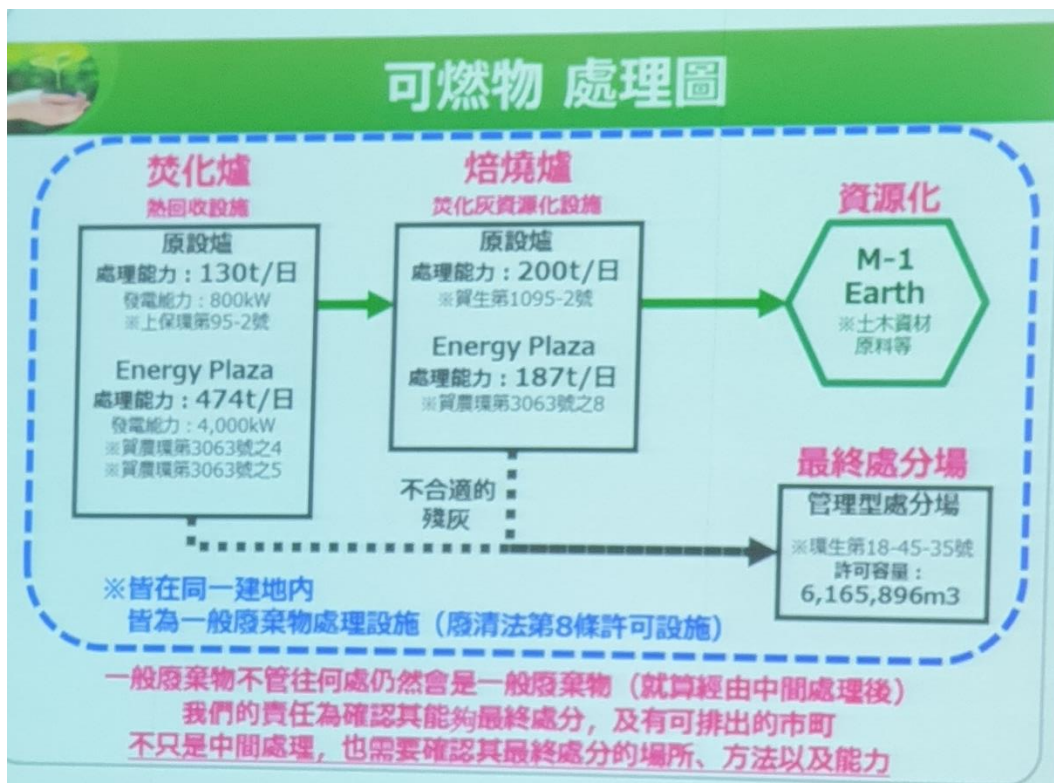 可燃物 處理圖
焚化爐
熱回收設施
原設爐
處理能力：130t/日
發電能力：800kW
※上保環第95-2號
Energy Plaza
處理能力：474t/日
發電能力：4,000kW
※賀農環第3063號之4
※賀農環第3063號之5
焙燒爐
焚化灰資源化設施
原設爐
處理能力：200t/日
※賀生第1095-2號
Energy Plaza
處理能力：187t/日
※賀農環第3063號之8
資源化
M-1
Earth
※土木資材
原料等
不合適的
殘灰
最終處分場
管理型處分場
※環生第18-45-35號
許可容量：
6,165,896m3
※皆在同一建地内
皆為一般廢棄物處理設施（廢清法第8條許可設施）
一般廢棄物不管往何處仍然會是一般廢棄物（就算經由中間處理後）
我們的責任為確認其能夠最終處分，及有可排出的市町
不只是中間處理，也需要確認其最終處分的場所、方法以及能力